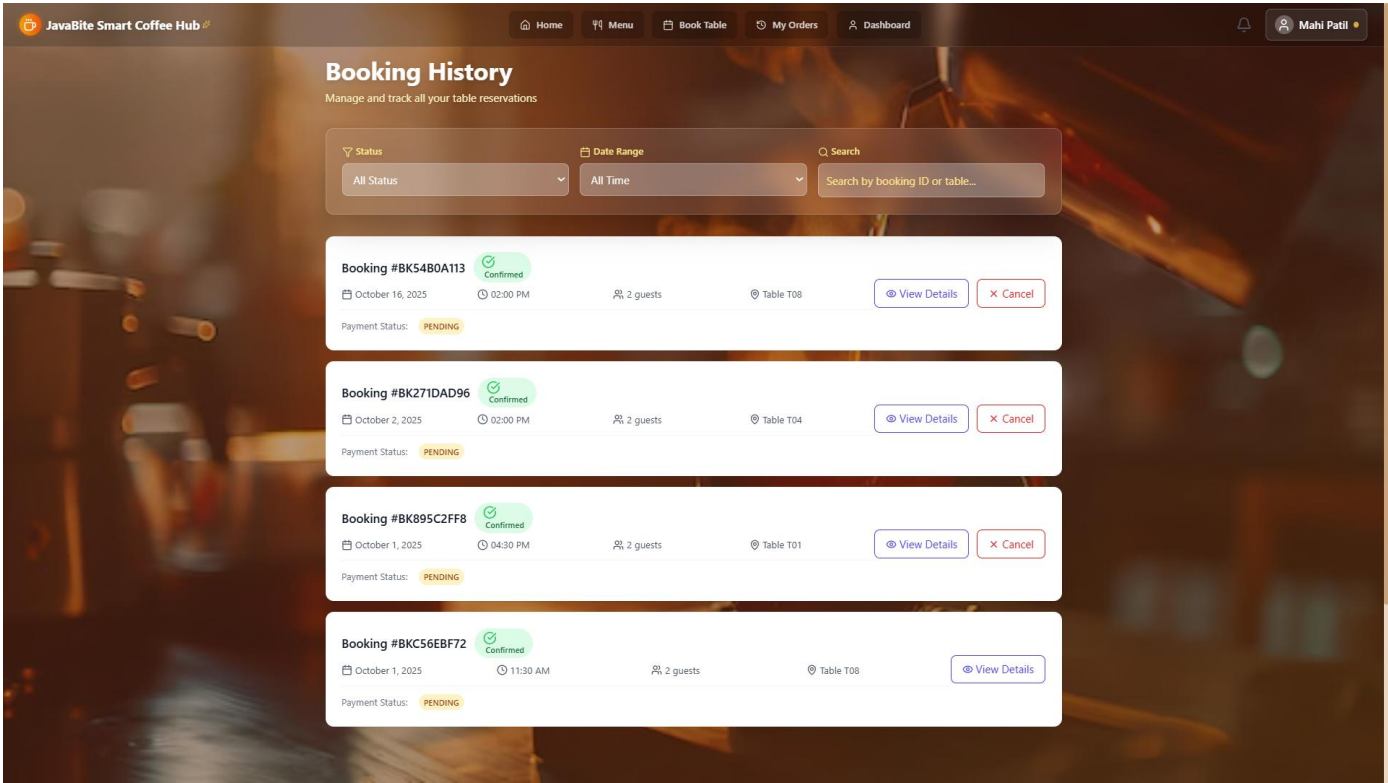 JavaBite Smart Coffee Hub
Home Menu Book Table My Orders Dashboard
Mahi Patil
Booking History
Manage and track all your table reservations
Status Date Range Search
All Status All Time Search by booking ID or table...
Booking #BK54B0A113 Confirmed
October 16, 2025 02:00 PM 2 guests Table T08 View Details Cancel
Payment Status: PENDING
Booking #BK271DAD96 Confirmed
October 2, 2025 02:00 PM 2 guests Table T04 View Details Cancel
Payment Status: PENDING
Booking #BK895C2FF8 Confirmed
October 1, 2025 04:30 PM 2 guests Table T01 View Details Cancel
Payment Status: PENDING
Booking #BKC56EBF72 Confirmed
October 1, 2025 11:30 AM 2 guests Table T08 View Details
Payment Status: PENDING